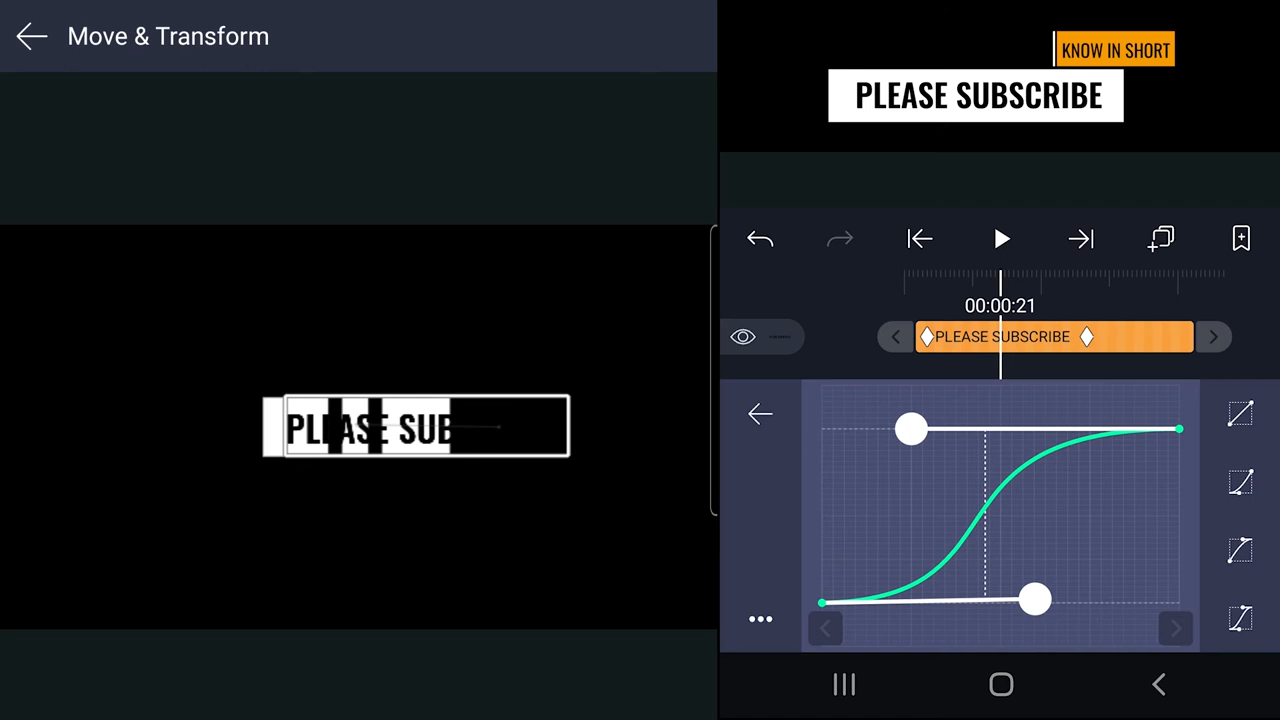 Move & Transform
KNOW IN SHORT
PLEASE SUBSCRIBE
00:00:21
PLEASE SUBSCRIBE
PLEASE SUB